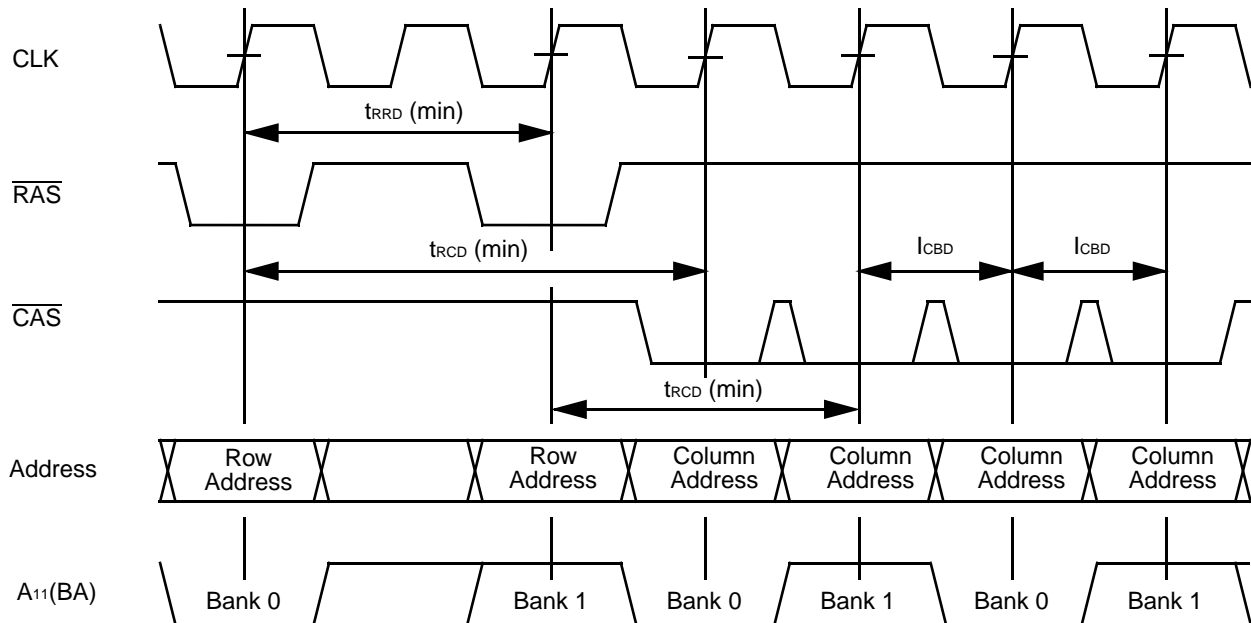 CLK
tRRD (min)
RAS
tRCD (min)
ICBD
ICBD
CAS
tRCD (min)
Address
Row
Address
Row
Address
Column
Address
Column
Address
Column
Address
Column
Address
A11(BA)
Bank 0
Bank 1
Bank 0
Bank 1
Bank 0
Bank 1